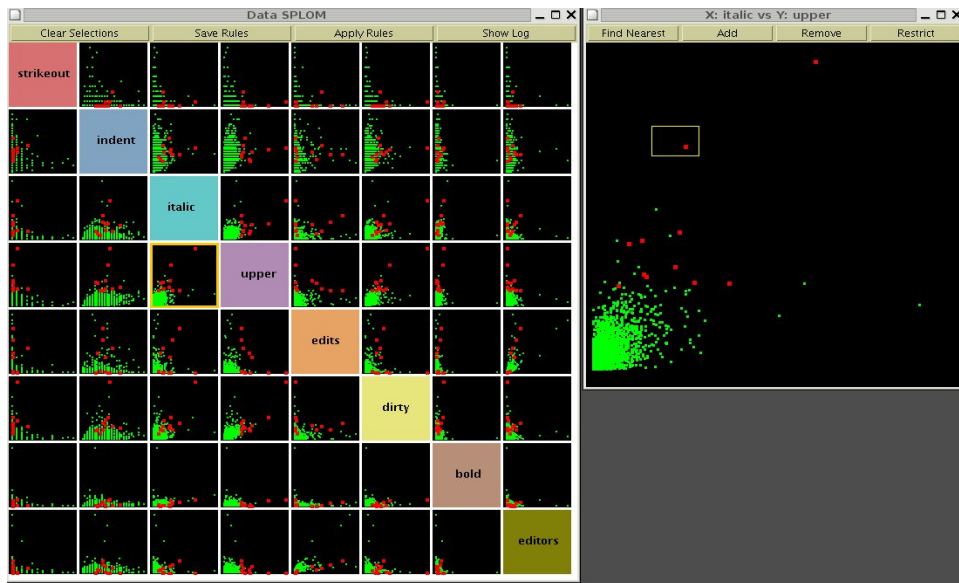 Data SPLOM
Clear Selections Save Rules Apply Rules Show Log
strikeout
indent
italic
upper
edits
dirty
bold
editors
X: italic vs Y: upper
Find Nearest Add Remove Restrict